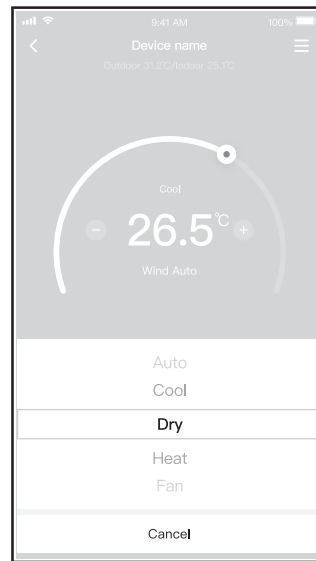 9:41 AM 100%
Device name
Outdoor 31.2℃/Indoor 25.1℃
Cool
26.5℃
Wind Auto
Auto
Cool
Dry
Heat
Fan
Cancel